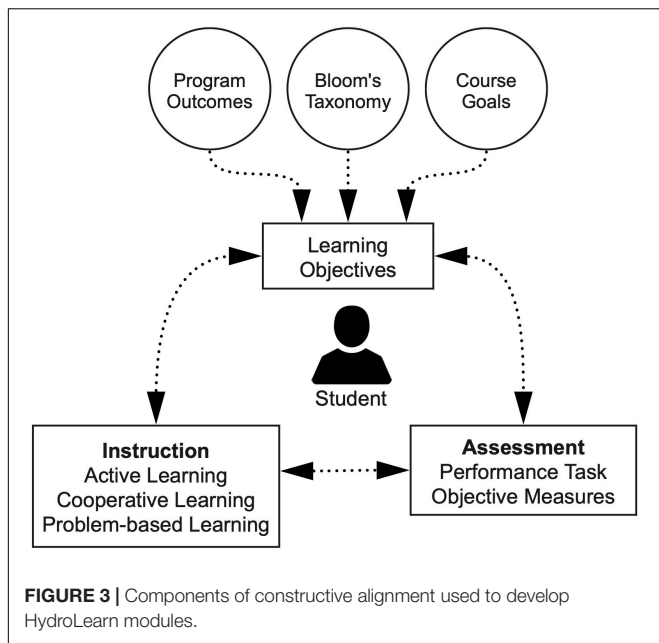 Program
Outcomes
Bloom's
Taxonomy
Course
Goals
Learning
Objectives
Student
Instruction
Active Learning
Cooperative Learning
Problem-based Learning
Assessment
Performance Task
Objective Measures
FIGURE 3 | Components of constructive alignment used to develop
HydroLearn modules.